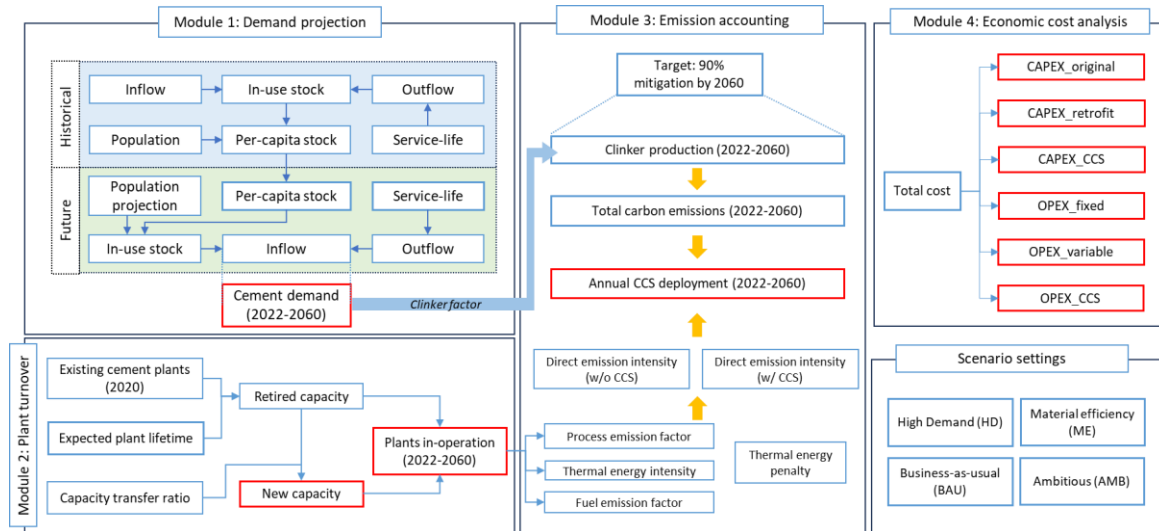 Module 1: Demand projection
Historical
Inflow
In-use stock
Outflow
Population
Per-capita stock
Service-life
Future
Population
projection
Per-capita stock
Service-life
In-use stock
Inflow
Outflow
Cement demand
(2022-2060)
Clinker factor
Module 2: Plant turnover
Existing cement plants
(2020)
Retired capacity
Expected plant lifetime
Plants in-operation
(2022-2060)
Capacity transfer ratio
New capacity
Module 3: Emission accounting
Target: 90%
mitigation by 2060
Clinker production (2022-2060)
Total carbon emissions (2022-2060)
Annual CCS deployment (2022-2060)
Direct emission intensity
(w/o CCS)
Direct emission intensity
(w/ CCS)
Process emission factor
Thermal energy intensity
Fuel emission factor
Thermal energy
penalty
Module 4: Economic cost analysis
Total cost
CAPEX_original
CAPEX_retrofit
CAPEX_CCS
OPEX_fixed
OPEX_variable
OPEX_CCS
Scenario settings
High Demand (HD)
Material efficiency
(ME)
Business-as-usual
(BAU)
Ambitious (AMB)